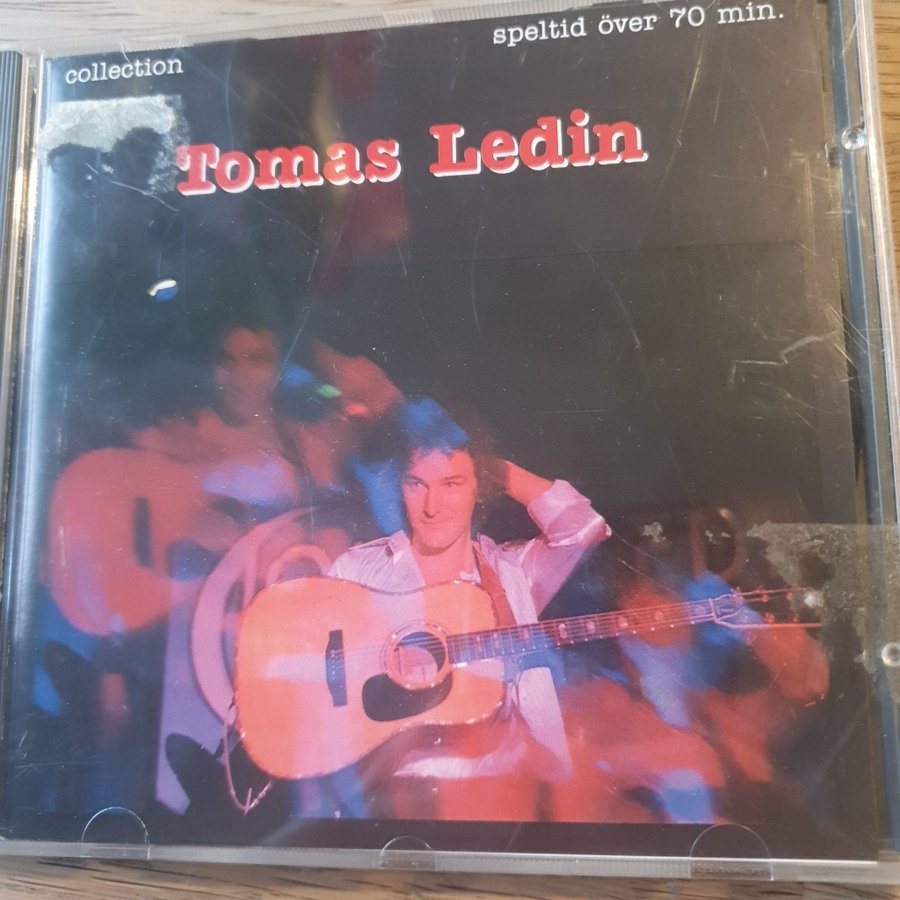 collection
speltid över 70 min.
Tomas Ledin